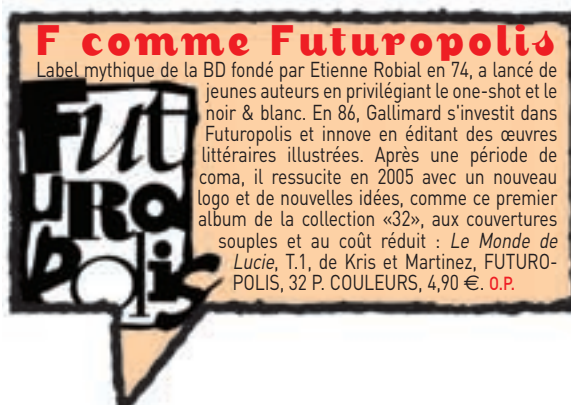 F comme Futuropolis
Label mythique de la BD fondé par Etienne Robial en 74, a lancé de
jeunes auteurs en privilégiant le one-shot et le
noir & blanc. En 86, Gallimard s'investit dans
Futuropolis et innove en éditant des œuvres
littéraires illustrées. Après une période de
coma, il ressucite en 2005 avec un nouveau
logo et de nouvelles idées, comme ce premier
album de la collection «32», aux couvertures
souples et au coût réduit : Le Monde de
Lucie, T.1, de Kris et Martinez, FUTURO-
POLIS, 32 P. COULEURS, 4,90 €. O.P.
FUt
URO
polis